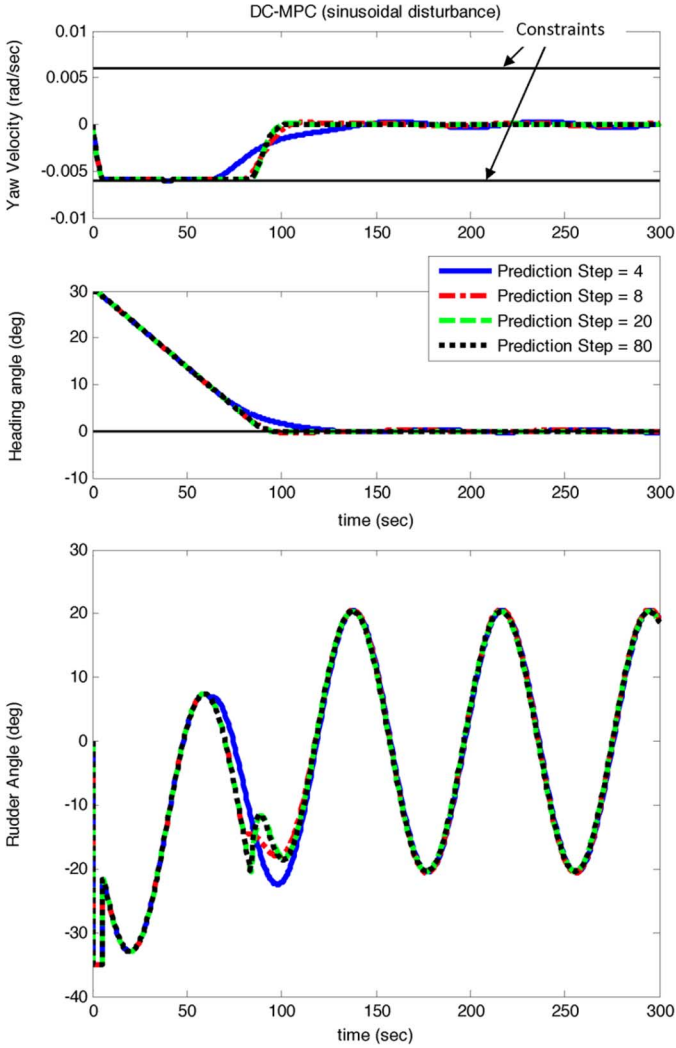 DC-MPC (sinusoidal disturbance)
Constraints
Yaw Velocity (rad/sec)
0.01
0.005
0
-0.005
-0.01
0 50 100 150 200 250 300
Prediction Step = 4
Prediction Step = 8
Prediction Step = 20
Prediction Step = 80
Heading angle (deg)
30
20
10
0
-10
0 50 100 150 200 250 300
time (sec)
Rudder Angle (deg)
30
20
10
0
-10
-20
-30
-40
0 50 100 150 200 250 300
time (sec)